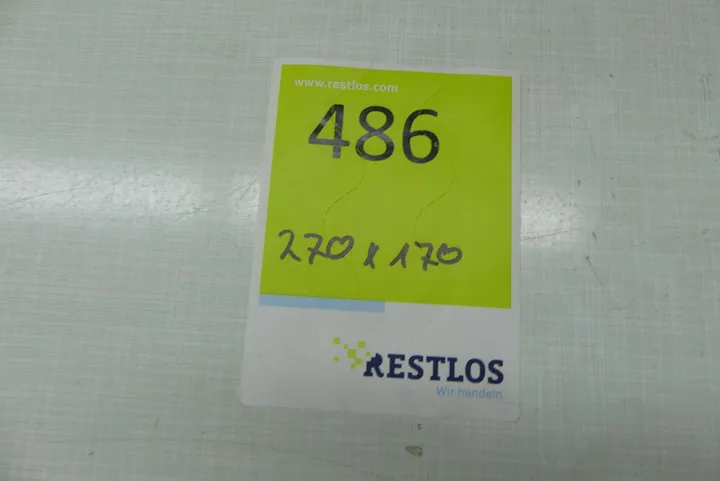 www.restlos.com
486
270 x 170
RESTLOS
Wir handeln.